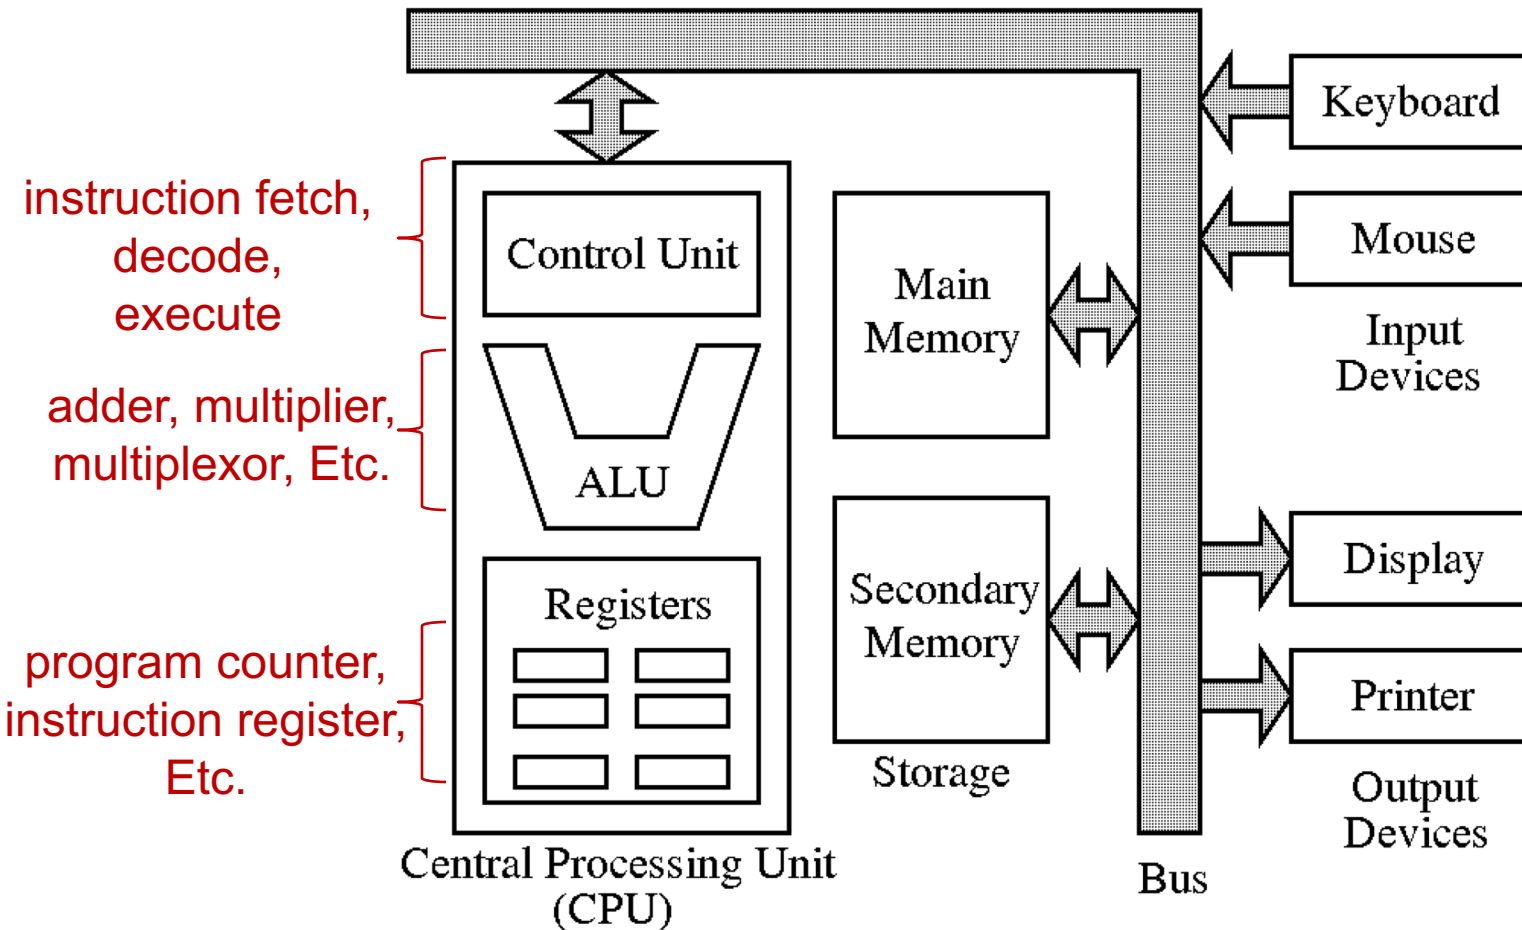 instruction fetch,
decode,
execute
adder, multiplier,
multiplexor, Etc.
program counter,
instruction register,
Etc.
Control Unit
ALU
Registers
Central Processing Unit
(CPU)
Main
Memory
Secondary
Memory
Storage
Bus
Keyboard
Mouse
Input
Devices
Display
Printer
Output
Devices